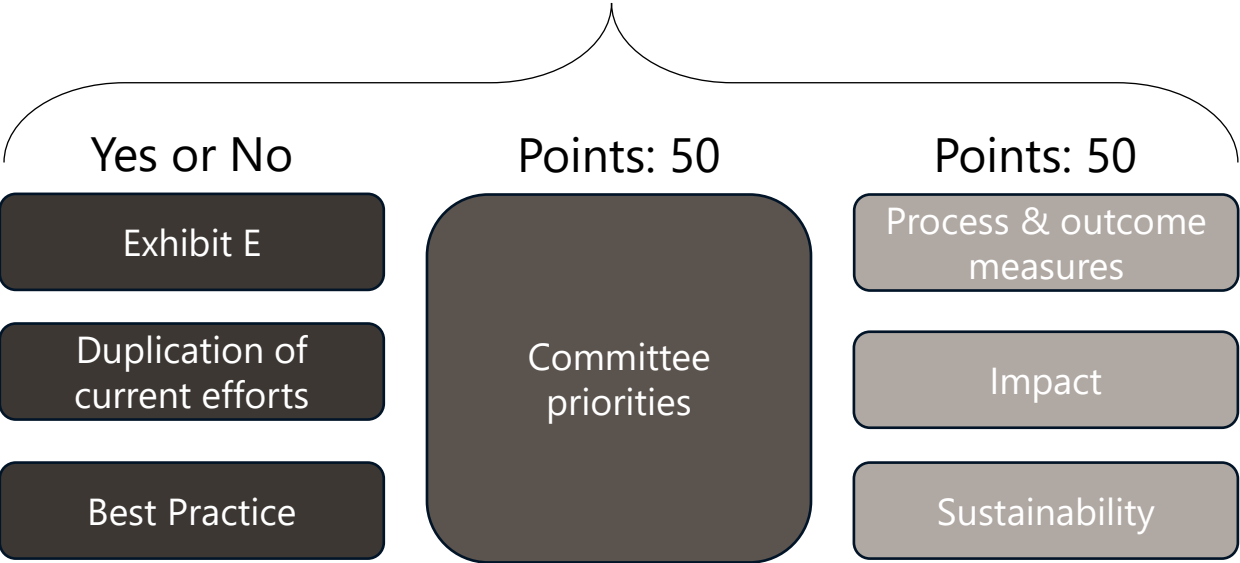 Yes or No
Exhibit E
Duplication of
current efforts
Best Practice
Points: 50
Committee
priorities
Points: 50
Process & outcome
measures
Impact
Sustainability